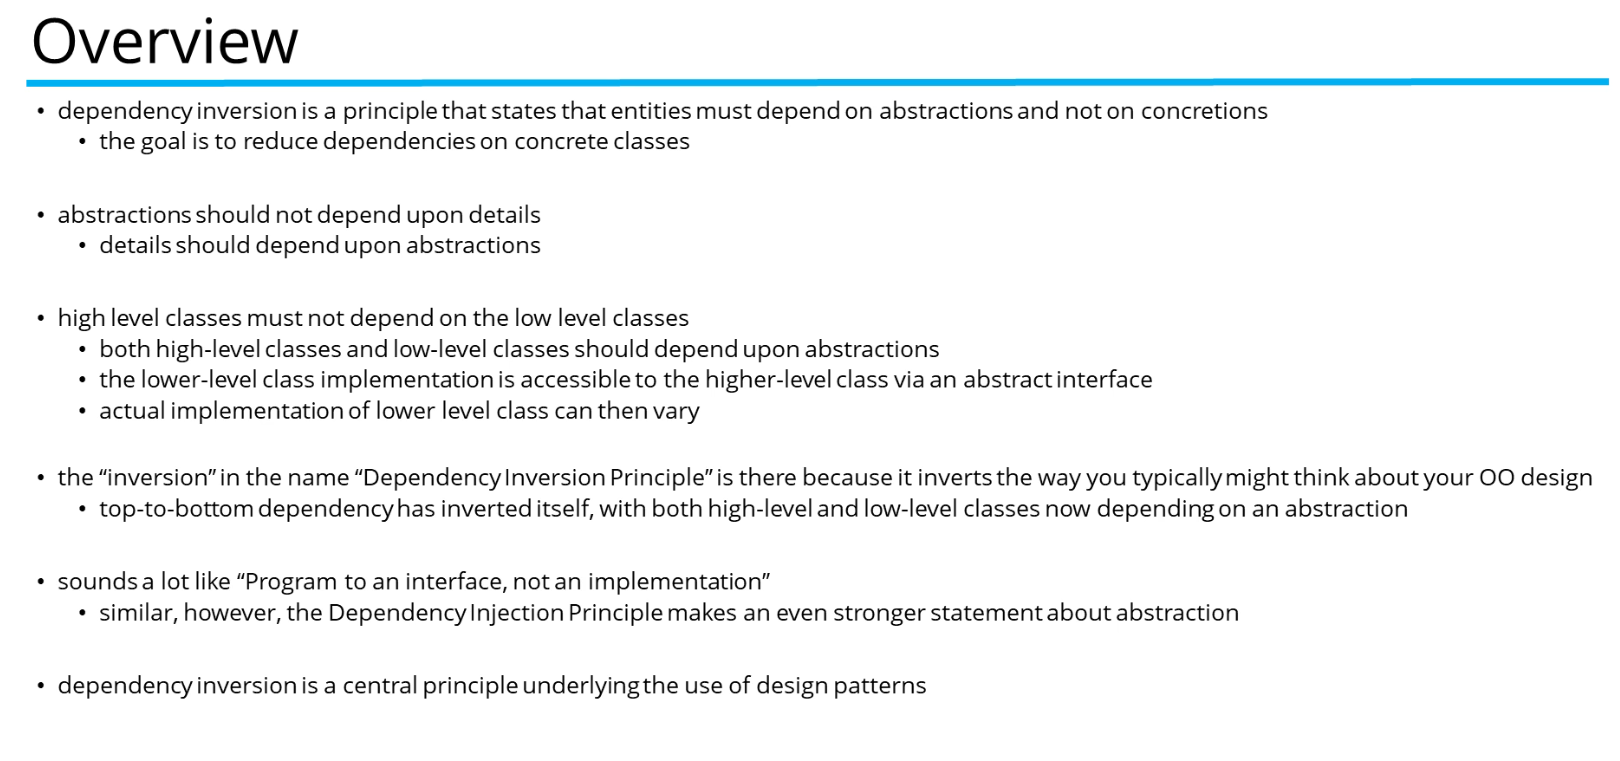 Overview
• dependency inversion is a principle that states that entities must depend on abstractions and not on concretions
• the goal is to reduce dependencies on concrete classes
• abstractions should not depend upon details
• details should depend upon abstractions
• high level classes must not depend on the low level classes
• both high-level classes and low-level classes should depend upon abstractions
• the lower-level class implementation is accessible to the higher-level class via an abstract interface
• actual implementation of lower level class can then vary
• the “inversion” in the name “Dependency Inversion Principle” is there because it inverts the way you typically might think about your OO design
• top-to-bottom dependency has inverted itself, with both high-level and low-level classes now depending on an abstraction
• sounds a lot like “Program to an interface, not an implementation”
• similar, however, the Dependency Injection Principle makes an even stronger statement about abstraction
• dependency inversion is a central principle underlying the use of design patterns